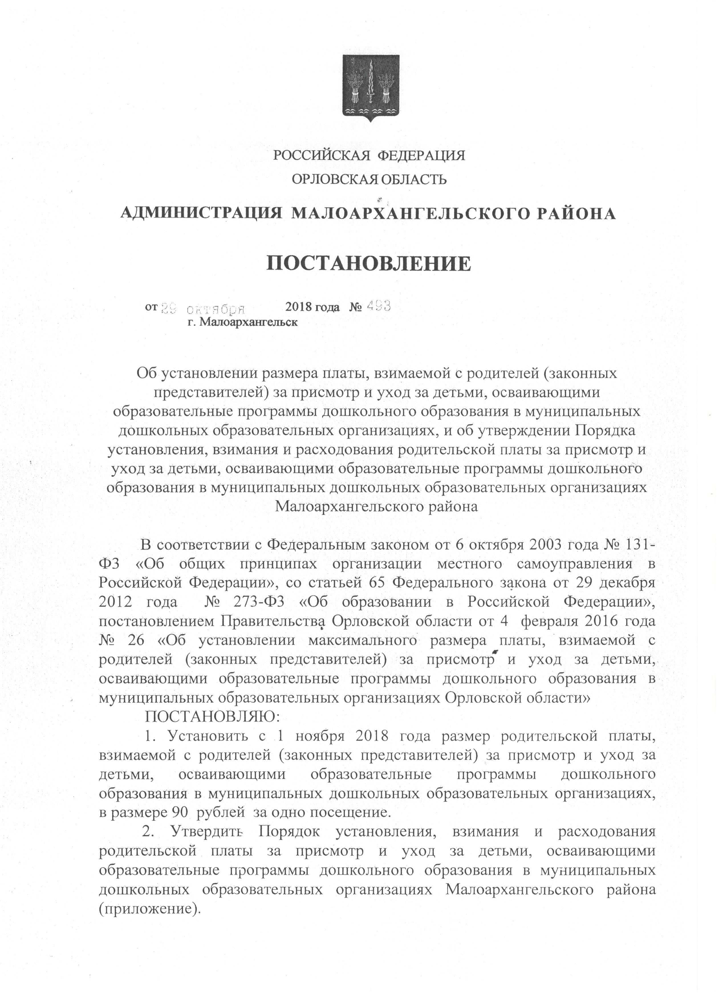 РОССИЙСКАЯ ФЕДЕРАЦИЯ
ОРЛОВСКАЯ ОБЛАСТЬ
АДМИНИСТРАЦИЯ МАЛОАРХАНГЕЛЬСКОГО РАЙОНА
ПОСТАНОВЛЕНИЕ
от 29 октября 2018 года № 493
г. Малоархангельск
Об установлении размера платы, взимаемой с родителей (законных
представителей) за присмотр и уход за детьми, осваивающими
образовательные программы дошкольного образования в муниципальных
дошкольных образовательных организациях, и об утверждении Порядка
установления, взимания и расходования родительской платы за присмотр и
уход за детьми, осваивающими образовательные программы дошкольного
образования в муниципальных дошкольных образовательных организациях
Малоархангельского района
В соответствии с Федеральным законом от 6 октября 2003 года № 131-
ФЗ «Об общих принципах организации местного самоуправления в
Российской Федерации», со статьей 65 Федерального закона от 29 декабря
2012 года № 273-ФЗ «Об образовании в Российской Федерации»,
постановлением Правительства Орловской области от 4 февраля 2016 года
№ 26 «Об установлении максимального размера платы, взимаемой с
родителей (законных представителей) за присмотр и уход за детьми,
осваивающими образовательные программы дошкольного образования в
муниципальных образовательных организациях Орловской области»
ПОСТАНОВЛЯЮ:
1. Установить с 1 ноября 2018 года размер родительской платы,
взимаемой с родителей (законных представителей) за присмотр и уход за
детьми, осваивающими образовательные программы дошкольного
образования в муниципальных дошкольных образовательных организациях,
в размере 90 рублей за одно посещение.
2. Утвердить Порядок установления, взимания и расходования
родительской платы за присмотр и уход за детьми, осваивающими
образовательные программы дошкольного образования в муниципальных
дошкольных образовательных организациях Малоархангельского района
(приложение).